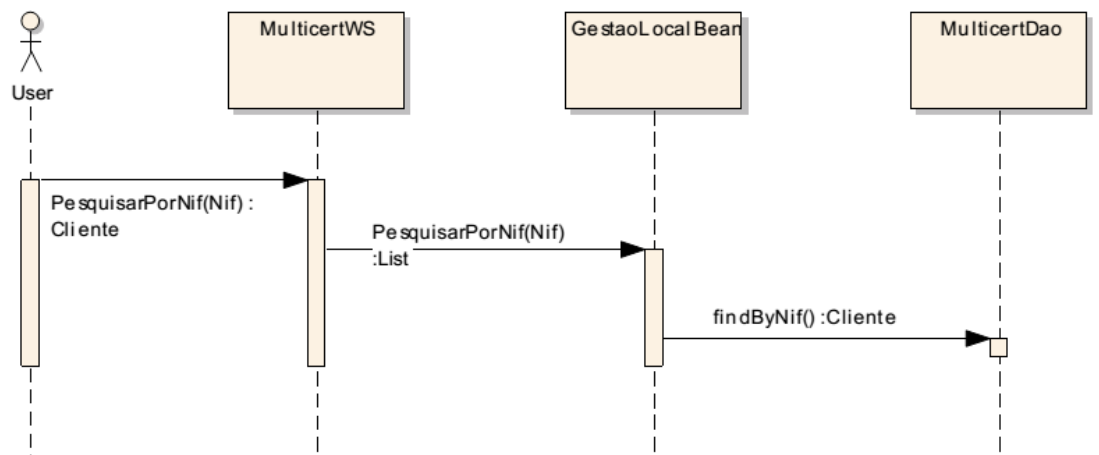 MulticertWS
GestaoLocalBean
MulticertDao
User
PesquisarPorNif(Nif) :
Cliente
PesquisarPorNif(Nif)
:List
findByNif() :Cliente